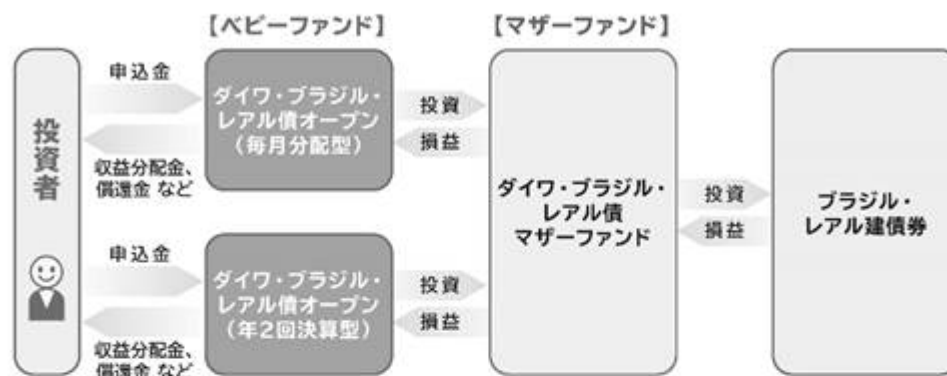 【ベビーファンド】
【マザーファンド】
投資者
申込金
収益分配金、
償還金 など
ダイワ・ブラジル・
レアル債オープン
(毎月分配型)
投資
損益
申込金
収益分配金、
償還金 など
ダイワ・ブラジル・
レアル債オープン
(年2回決算型)
投資
損益
ダイワ・ブラジル・
レアル債
マザーファンド
投資
損益
ブラジル・
レアル建債券